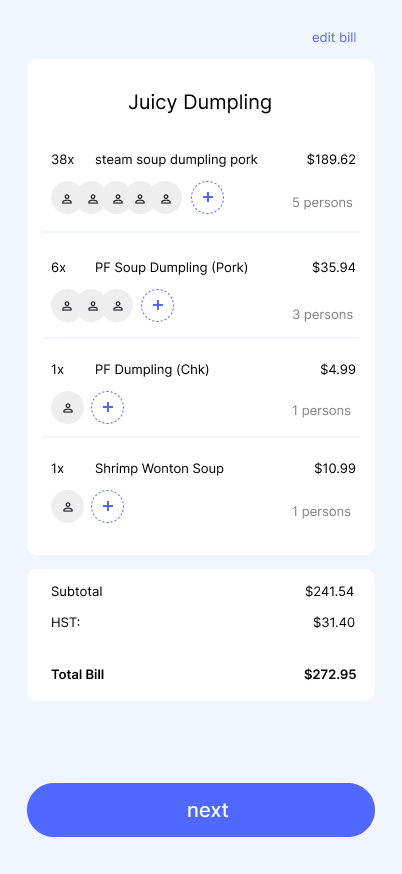 edit bill
Juicy Dumpling
38x steam soup dumpling pork $189.62
5 persons
6x PF Soup Dumpling (Pork) $35.94
3 persons
1x PF Dumpling (Chk) $4.99
1 persons
1x Shrimp Wonton Soup $10.99
1 persons
Subtotal $241.54
HST: $31.40
Total Bill $272.95
next